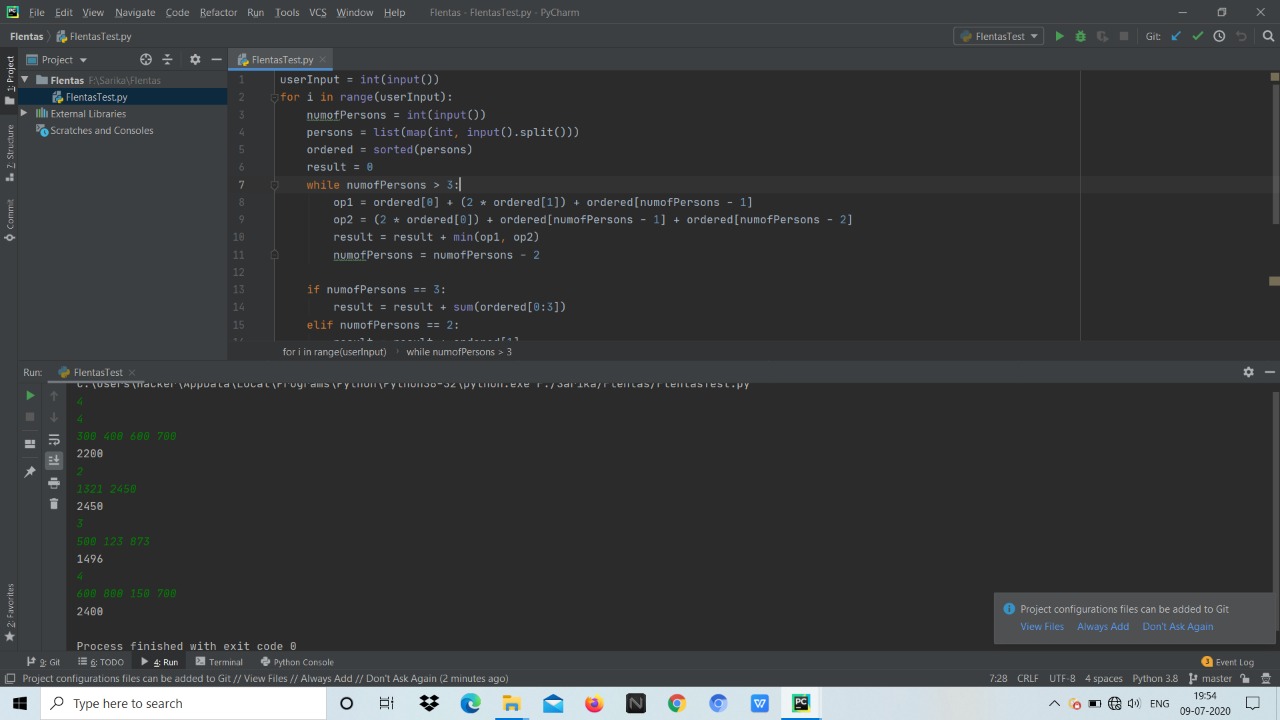 File Edit View Navigate Code Refactor Run Tools VCS Window Help Flentas - FlentasTest.py - PyCharm
Flentas FlentasTest.py FlentasTest Git:
Project FlentasTest.py
1: Project
7: Structure
Commit
2: Favorites
Flentas F:\Sarika\Flentas
FlentasTest.py
External Libraries
Scratches and Consoles
1 userInput = int(input())
2 for i in range(userInput):
3 numofPersons = int(input())
4 persons = list(map(int, input().split()))
5 ordered = sorted(persons)
6 result = 0
7 while numofPersons > 3:
8 op1 = ordered[0] + (2 * ordered[1]) + ordered[numofPersons - 1]
9 op2 = (2 * ordered[0]) + ordered[numofPersons - 1] + ordered[numofPersons - 2]
10 result = result + min(op1, op2)
11 numofPersons = numofPersons - 2
12
13 if numofPersons == 3:
14 result = result + sum(ordered[0:3])
15 elif numofPersons == 2:
for i in range(userInput) while numofPersons > 3
Run: FlentasTest
C:\Users\Hacker\AppData\Local\Programs\Python\Python38-32\python.exe F:/Sarika/Flentas/FlentasTest.py
4
4
300 400 600 700
2200
2
1321 2450
2450
3
500 123 873
1496
4
600 800 150 700
2400
Process finished with exit code 0
Project configurations files can be added to Git
View Files Always Add Don't Ask Again
9: Git 6: TODO 4: Run Terminal Python Console 3 Event Log
Project configurations files can be added to Git // View Files // Always Add // Don't Ask Again (2 minutes ago) 7:28 CRLF UTF-8 4 spaces Python 3.8 master
Type here to search ENG 19:54
09-07-2020